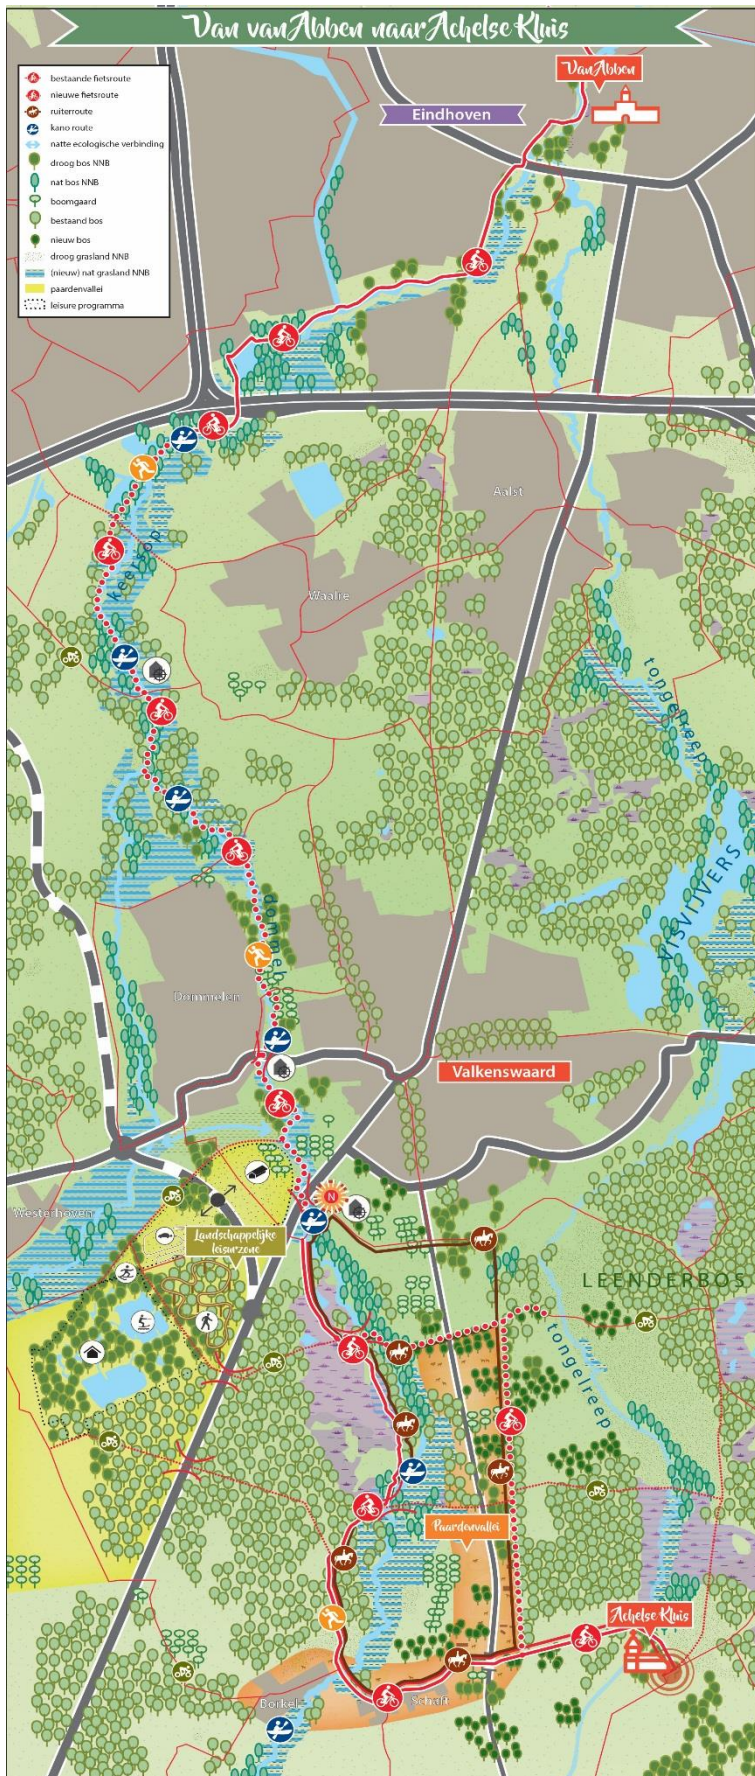 Van vanAbben naar Achelse Kluis
bestaande fietsroute
nieuwe fietsroute
ruiterroute
kano route
natte ecologische verbinding
droog bos NNB
nat bos NNB
boomgaard
bestaand bos
nieuw bos
droog grasland NNB
(nieuw) nat grasland NNB
paardenvallei
leisure programma
VanAbben
Eindhoven
Aalst
keersop
Waalre
tongelreep
VISVIJVERS
dommel
Dommelen
Valkenswaard
N
Westerhoven
Landschappelijke
leisurzone
LEENDERBOS
tongelreep
Paardenvallei
Achelse Kluis
Borkel
Schaft